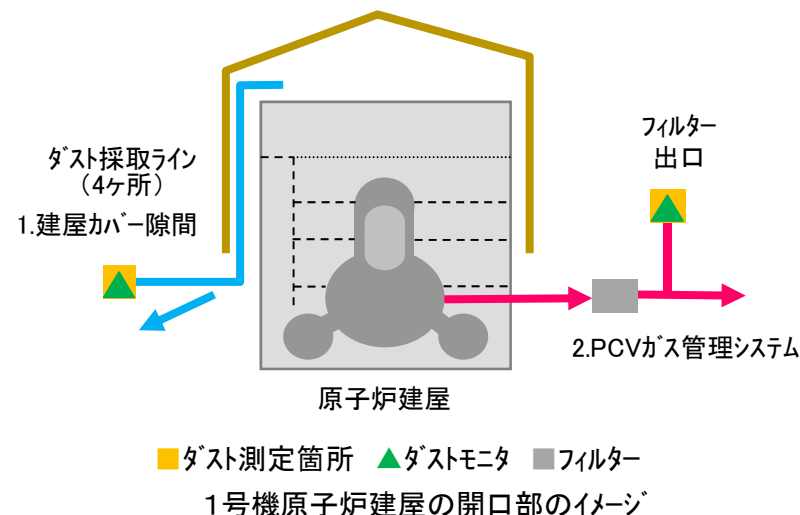 ﾀﾞｽﾄ採取ﾗｲﾝ
（4ヶ所）
1.建屋ｶﾊﾞｰ隙間
ﾌｨﾙﾀｰ
出口
2.PCVｶﾞｽ管理ｼｽﾃﾑ
原子炉建屋
ﾀﾞｽﾄ測定箇所 ﾀﾞｽﾄﾓﾆﾀ ﾌｨﾙﾀｰ
１号機原子炉建屋の開口部のｲﾒｰｼﾞ